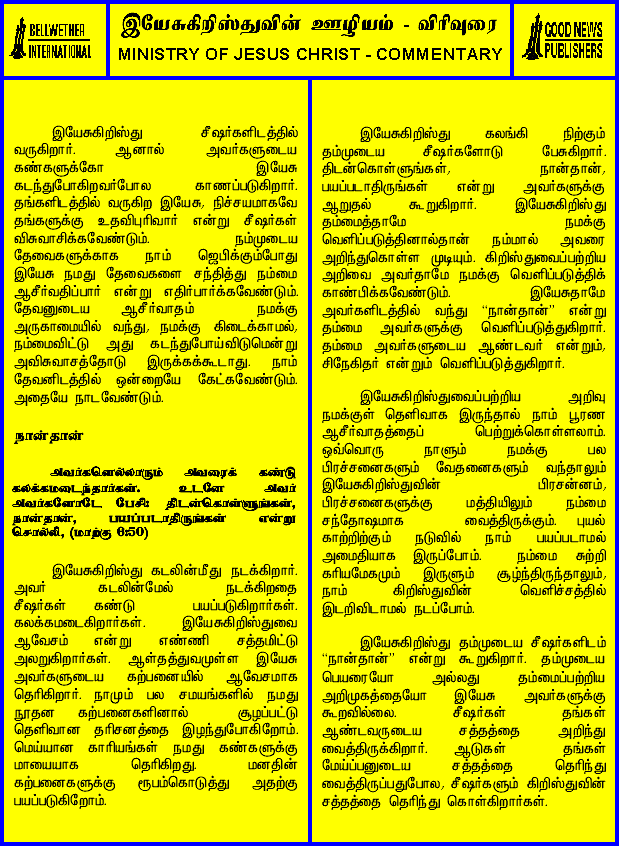 BELLWETHER
INTERNATIONAL
இயேசுகிறிஸ்துவின் ஊழியம் - விரிவுரை
MINISTRY OF JESUS CHRIST - COMMENTARY
GOOD NEWS
PUBLISHERS
இயேசுகிறிஸ்து சீஷர்களிடத்தில்
வருகிறார். ஆனால் அவர்களுடைய
கண்களுக்கோ இயேசு
கடந்துபோகிறவர்போல காணப்படுகிறார்.
தங்களிடத்தில் வருகிற இயேசு, நிச்சயமாகவே
தங்களுக்கு உதவிபுரிவார் என்று சீஷர்கள்
விசுவாசிக்கவேண்டும். நம்முடைய
தேவைகளுக்காக நாம் ஜெபிக்கும்போது
இயேசு நமது தேவைகளை சந்தித்து நம்மை
ஆசீர்வதிப்பார் என்று எதிர்பார்க்கவேண்டும்.
தேவனுடைய ஆசீர்வாதம் நமக்கு
அருகாமையில் வந்து, நமக்கு கிடைக்காமல்,
நம்மைவிட்டு அது கடந்துபோய்விடுமென்று
அவிசுவாசத்தோடு இருக்கக்கூடாது. நாம்
தேவனிடத்தில் ஒன்றையே கேட்கவேண்டும்.
அதையே நாடவேண்டும்.
நான்தான்
அவர்களெல்லாரும் அவரைக் கண்டு
கலக்கமடைந்தார்கள். உடனே அவர்
அவர்களோடே பேசி: திடன்கொள்ளுங்கள்,
நான்தான், பயப்படாதிருங்கள் என்று
சொல்லி, (மாற்கு 6:50)
இயேசுகிறிஸ்து கடலின்மீது நடக்கிறார்.
அவர் கடலின்மேல் நடக்கிறதை
சீஷர்கள் கண்டு பயப்படுகிறார்கள்.
கலக்கமடைகிறார்கள். இயேசுகிறிஸ்துவை
ஆவேசம் என்று எண்ணி சத்தமிட்டு
அலறுகிறார்கள். ஆள்தத்துவமுள்ள இயேசு
அவர்களுடைய கற்பனையில் ஆவேசமாக
தெரிகிறார். நாமும் பல சமயங்களில் நமது
நூதன கற்பனைகளினால் சூழப்பட்டு
தெளிவான தரிசனத்தை இழந்துபோகிறோம்.
மெய்யான காரியங்கள் நமது கண்களுக்கு
மாயையாக தெரிகிறது. மனதின்
கற்பனைகளுக்கு ரூபம்கொடுத்து அதற்கு
பயப்படுகிறோம்.
இயேசுகிறிஸ்து கலங்கி நிற்கும்
தம்முடைய சீஷர்களோடு பேசுகிறார்.
திடன்கொள்ளுங்கள், நான்தான்,
பயப்படாதிருங்கள் என்று அவர்களுக்கு
ஆறுதல் கூறுகிறார். இயேசுகிறிஸ்து
தம்மைத்தாமே நமக்கு
வெளிப்படுத்தினால்தான் நம்மால் அவரை
அறிந்துகொள்ள முடியும். கிறிஸ்துவைப்பற்றிய
அறிவை அவர்தாமே நமக்கு வெளிப்படுத்திக்
காண்பிக்கவேண்டும். இயேசுதாமே
அவர்களிடத்தில் வந்து “நான்தான்” என்று
தம்மை அவர்களுக்கு வெளிப்படுத்துகிறார்.
தம்மை அவர்களுடைய ஆண்டவர் என்றும்,
சிநேகிதர் என்றும் வெளிப்படுத்துகிறார்.
இயேசுகிறிஸ்துவைப்பற்றிய அறிவு
நமக்குள் தெளிவாக இருந்தால் நாம் பூரண
ஆசீர்வாதத்தைப் பெற்றுக்கொள்ளலாம்.
ஒவ்வொரு நாளும் நமக்கு பல
பிரச்சனைகளும் வேதனைகளும் வந்தாலும்
இயேசுகிறிஸ்துவின் பிரசன்னம்,
பிரச்சனைகளுக்கு மத்தியிலும் நம்மை
சந்தோஷமாக வைத்திருக்கும். புயல்
காற்றிற்கும் நடுவில் நாம் பயப்படாமல்
அமைதியாக இருப்போம். நம்மை சுற்றி
கரியமேகமும் இருளும் சூழ்ந்திருந்தாலும்,
நாம் கிறிஸ்துவின் வெளிச்சத்தில்
இடறிவிடாமல் நடப்போம்.
இயேசுகிறிஸ்து தம்முடைய சீஷர்களிடம்
“நான்தான்” என்று கூறுகிறார். தம்முடைய
பெயரையோ அல்லது தம்மைப்பற்றிய
அறிமுகத்தையோ இயேசு அவர்களுக்கு
கூறவில்லை. சீஷர்கள் தங்கள்
ஆண்டவருடைய சத்தத்தை அறிந்து
வைத்திருக்கிறார். ஆடுகள் தங்கள்
மேய்ப்பனுடைய சத்தத்தை தெரிந்து
வைத்திருப்பதுபோல, சீஷர்களும் கிறிஸ்துவின்
சத்தத்தை தெரிந்து கொள்கிறார்கள்.